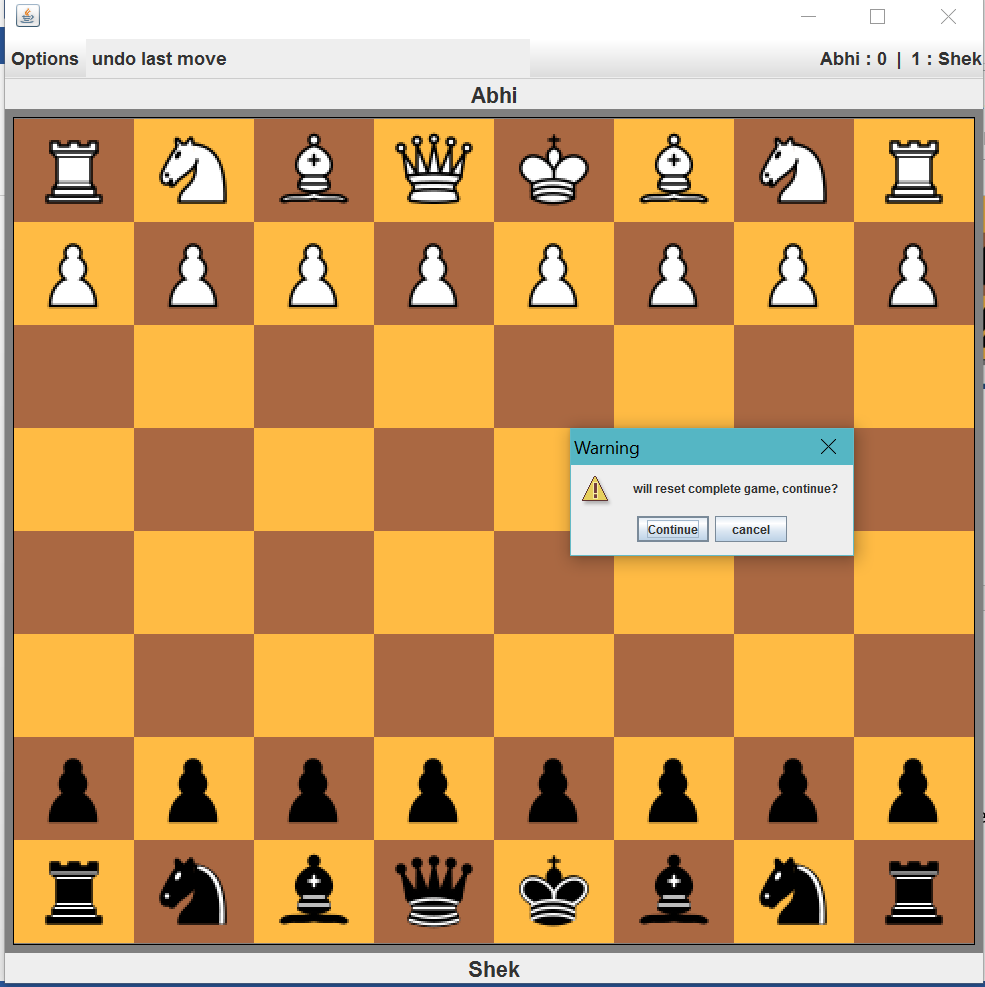 Options undo last move Abhi : 0 | 1 : Shek
Abhi
Warning
will reset complete game, continue?
Continue cancel
Shek